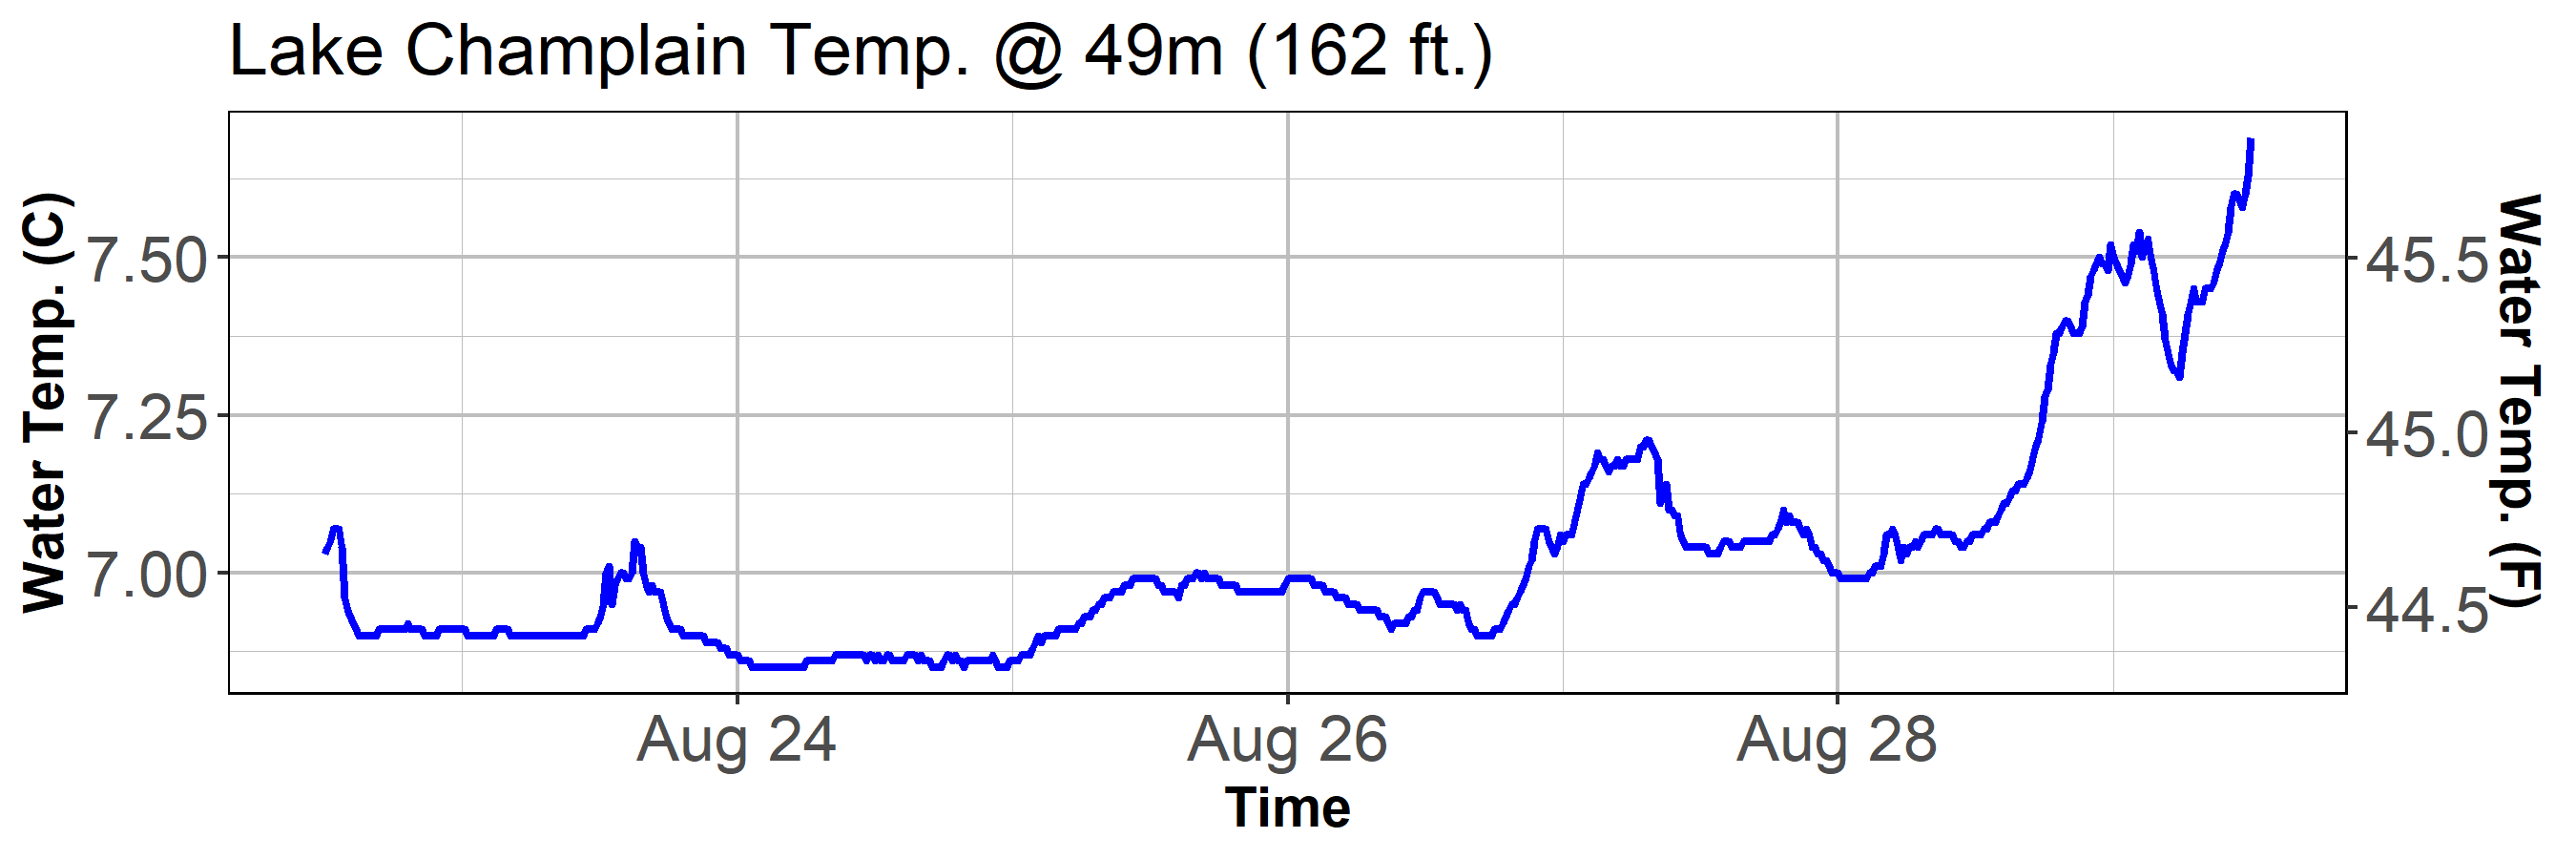 Lake Champlain Temp. @ 49m (162 ft.)
Water Temp. (C)
7.50
7.25
7.00
45.5
45.0
44.5
Water Temp. (F)
Aug 24
Aug 26
Aug 28
Time